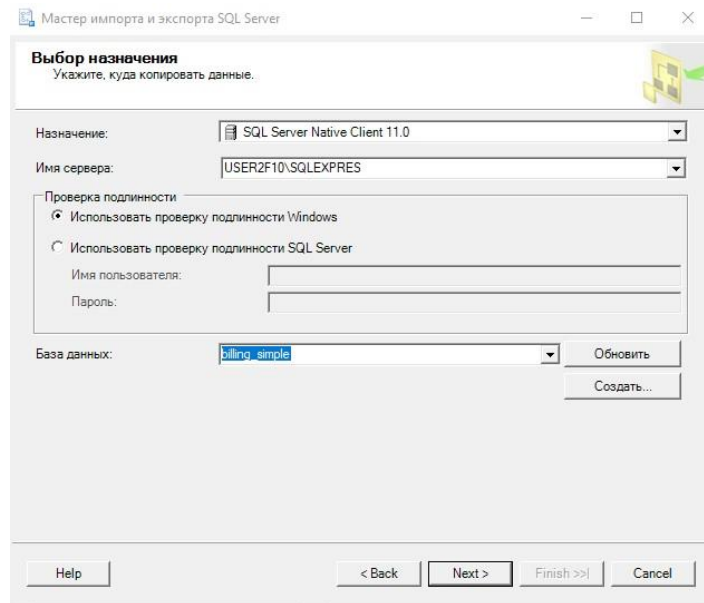 Мастер импорта и экспорта SQL Server
Выбор назначения
Укажите, куда копировать данные.
Назначение: SQL Server Native Client 11.0
Имя сервера: USER2F10\SQLEXPRES
Проверка подлинности
Использовать проверку подлинности Windows
Использовать проверку подлинности SQL Server
Имя пользователя:
Пароль:
База данных: billing_simple Обновить
Создать...
Help < Back Next > Finish >>| Cancel